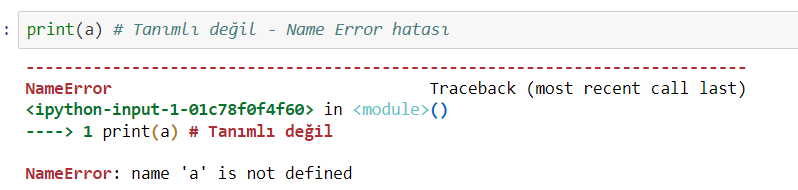 : print(a) # Tanımlı değil - Name Error hatası
---------------------------------------------------------------------------
NameError Traceback (most recent call last)
<ipython-input-1-01c78f0f4f60> in <module>()
----> 1 print(a) # Tanımlı değil
NameError: name 'a' is not defined